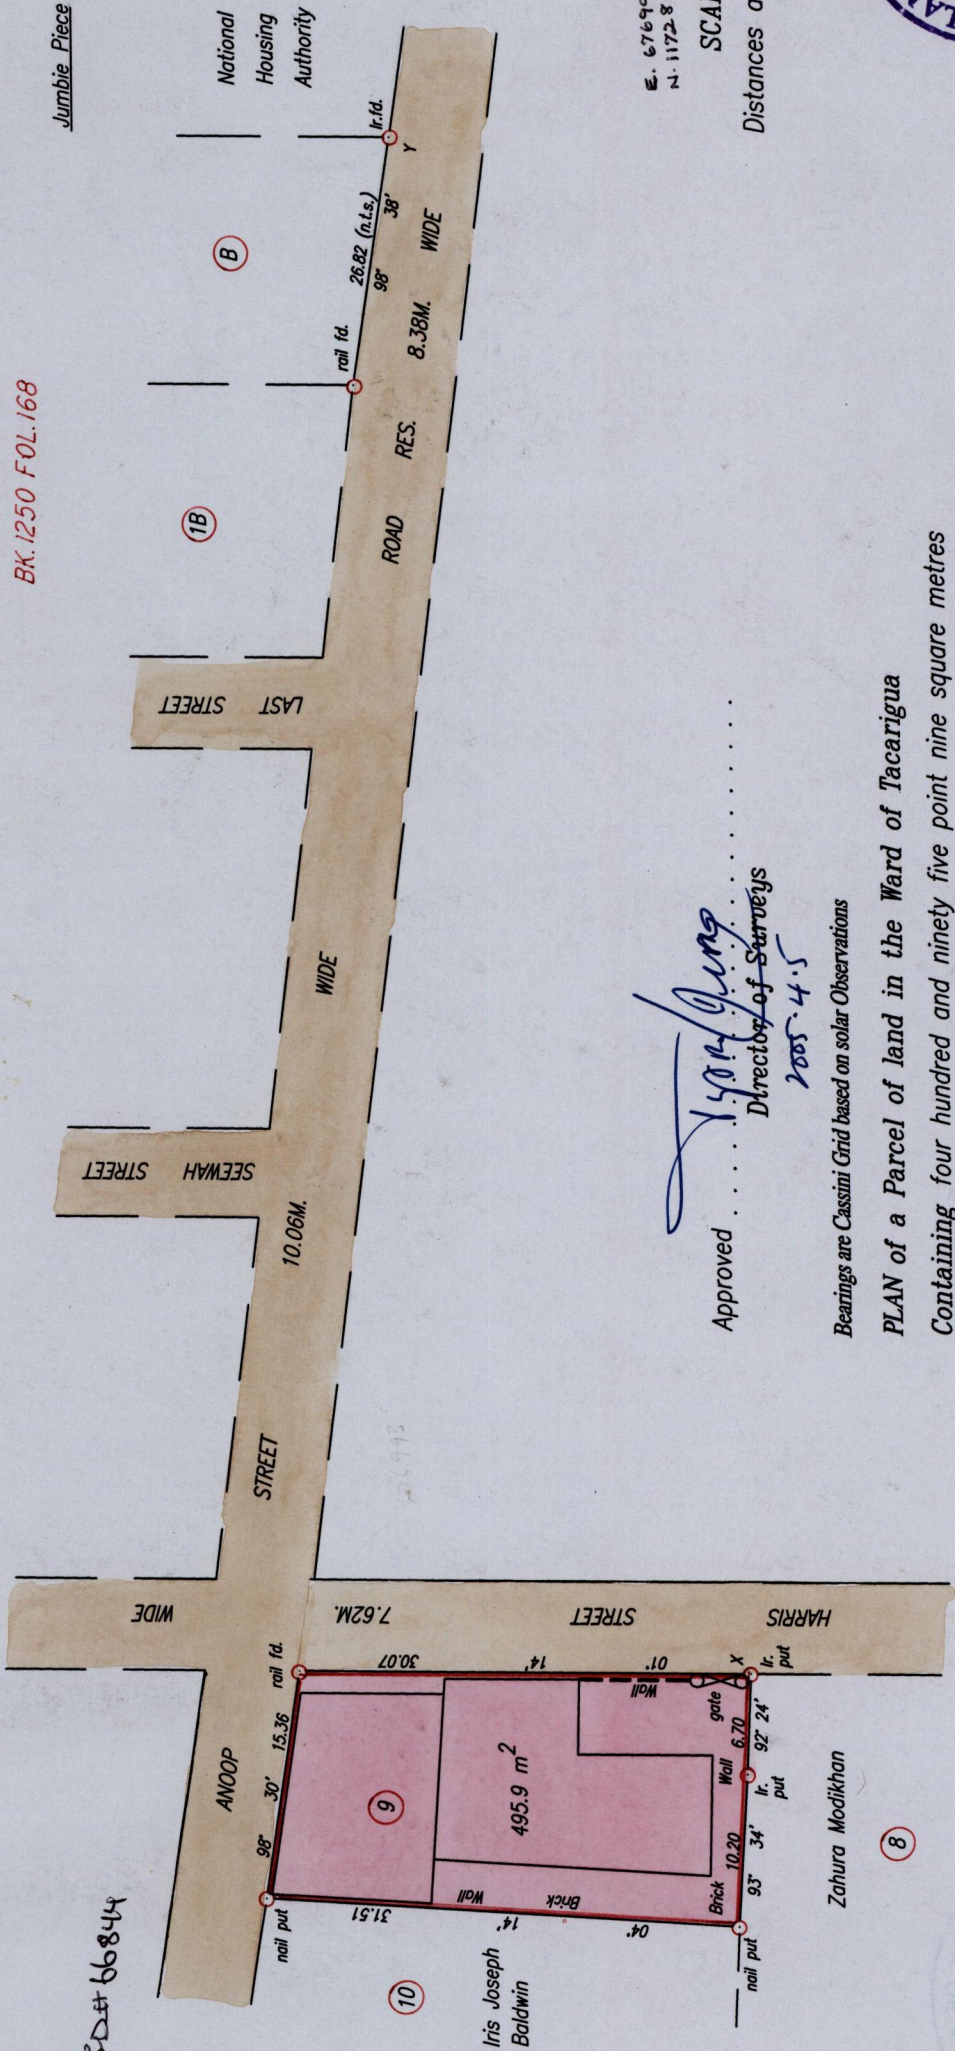 BK.1250 FOL.168
Jumbie Piece
National
Housing
Authority
B
1B
rail fd.
26.82 (n.t.s.)
98° 38'
Ir.fd.
Y
ROAD RES. 8.38M. WIDE
LAST STREET
SEEWAH STREET
ANOOP STREET 10.06M. WIDE
HARRIS STREET 7.62M. WIDE
66844
nail put
98° 30' 15.36
rail fd.
9
495.9 m²
01° 14' 30.07
04° 14' 31.51
Brick Wall
Wall
gate
X
Ir.
put
Brick Wall
10.20
93° 34'
6.70
92° 24'
Ir.
put
nail put
10
Iris Joseph
Baldwin
Zahura Modikhan
8
E. 6769
N. 11728
Distances a
Approved
Director of Surveys
2005.4.5
Bearings are Cassini Grid based on solar Observations
PLAN of a Parcel of land in the Ward of Tacarigua
Containing four hundred and ninety five point nine square metres